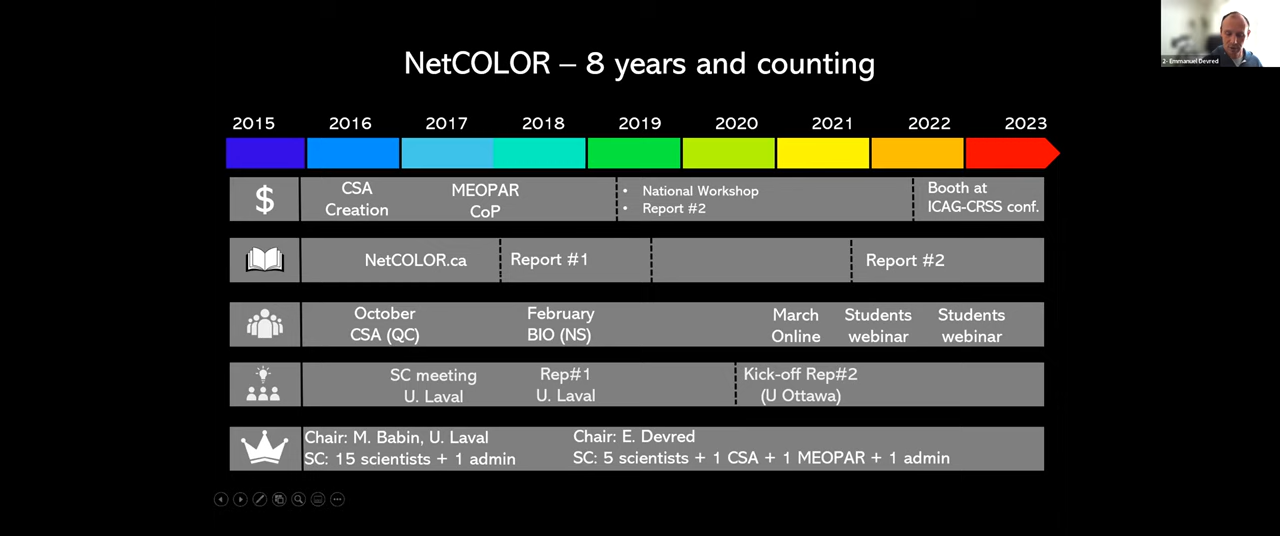 2- Emmanuel Devred
NetCOLOR – 8 years and counting
2015 2016 2017 2018 2019 2020 2021 2022 2023
$
CSA
Creation
MEOPAR
CoP
• National Workshop
• Report #2
Booth at
ICAG-CRSS conf.
NetCOLOR.ca
Report #1
Report #2
October
CSA (QC)
February
BIO (NS)
March
Online
Students
webinar
Students
webinar
SC meeting
U. Laval
Rep#1
U. Laval
Kick-off Rep#2
(U Ottawa)
Chair: M. Babin, U. Laval
SC: 15 scientists + 1 admin
Chair: E. Devred
SC: 5 scientists + 1 CSA + 1 MEOPAR + 1 admin